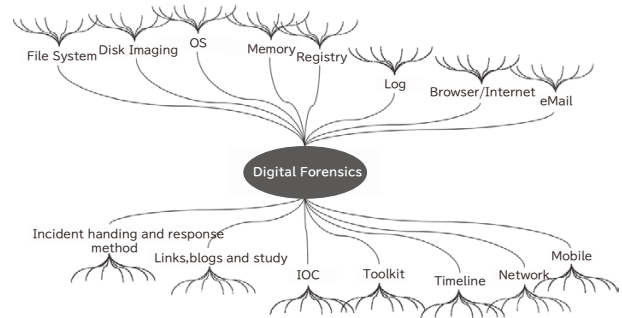 File System
Disk Imaging
OS
Memory
Registry
Log
Browser/Internet
eMail
Digital Forensics
Incident handing and response
method
Links,blogs and study
IOC
Toolkit
Timeline
Network
Mobile